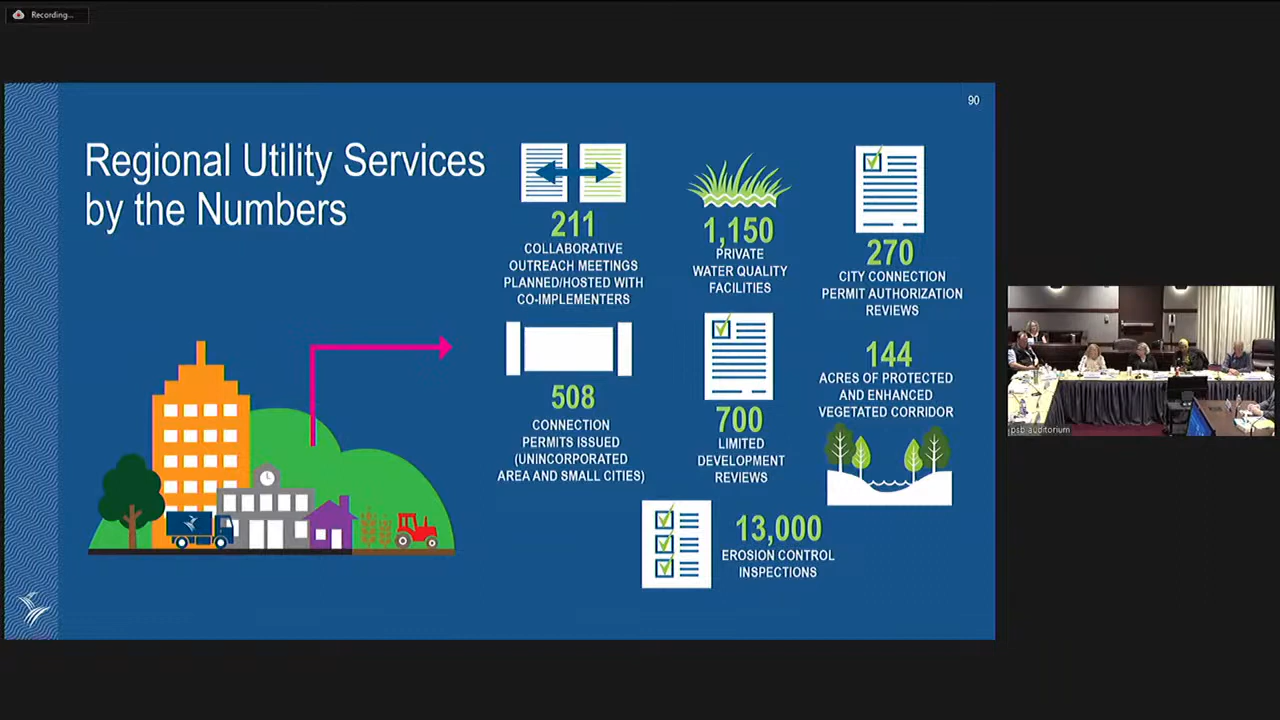 Recording...
90
Regional Utility Services
by the Numbers
211
COLLABORATIVE
OUTREACH MEETINGS
PLANNED/HOSTED WITH
CO-IMPLEMENTERS
1,150
PRIVATE
WATER QUALITY
FACILITIES
270
CITY CONNECTION
PERMIT AUTHORIZATION
REVIEWS
508
CONNECTION
PERMITS ISSUED
(UNINCORPORATED
AREA AND SMALL CITIES)
700
LIMITED
DEVELOPMENT
REVIEWS
144
ACRES OF PROTECTED
AND ENHANCED
VEGETATED CORRIDOR
13,000
EROSION CONTROL
INSPECTIONS
psb auditorium